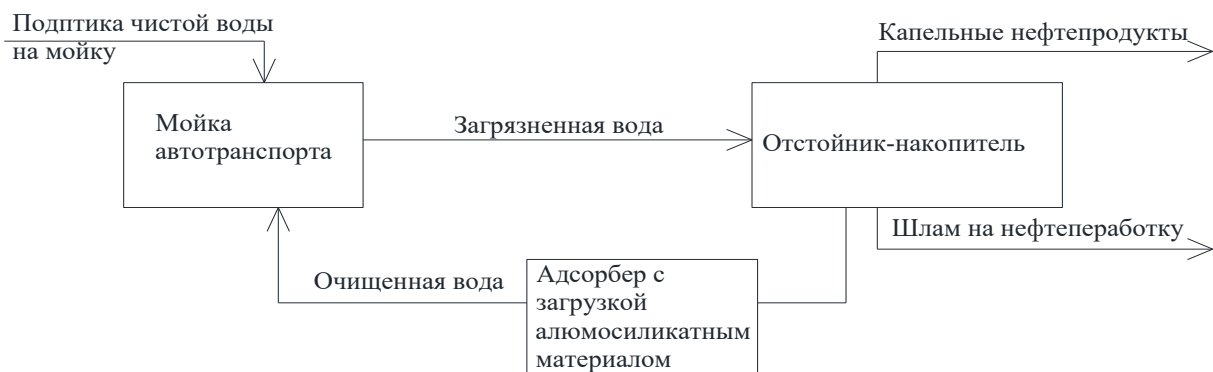 Подптика чистой воды
на мойку
Капельные нефтепродукты
Мойка
автотранспорта
Загрязненная вода
Отстойник-накопитель
Шлам на нефтеперабoтку
Очищенная вода
Адсорбер с
загрузкой
алюмосиликатным
материалом